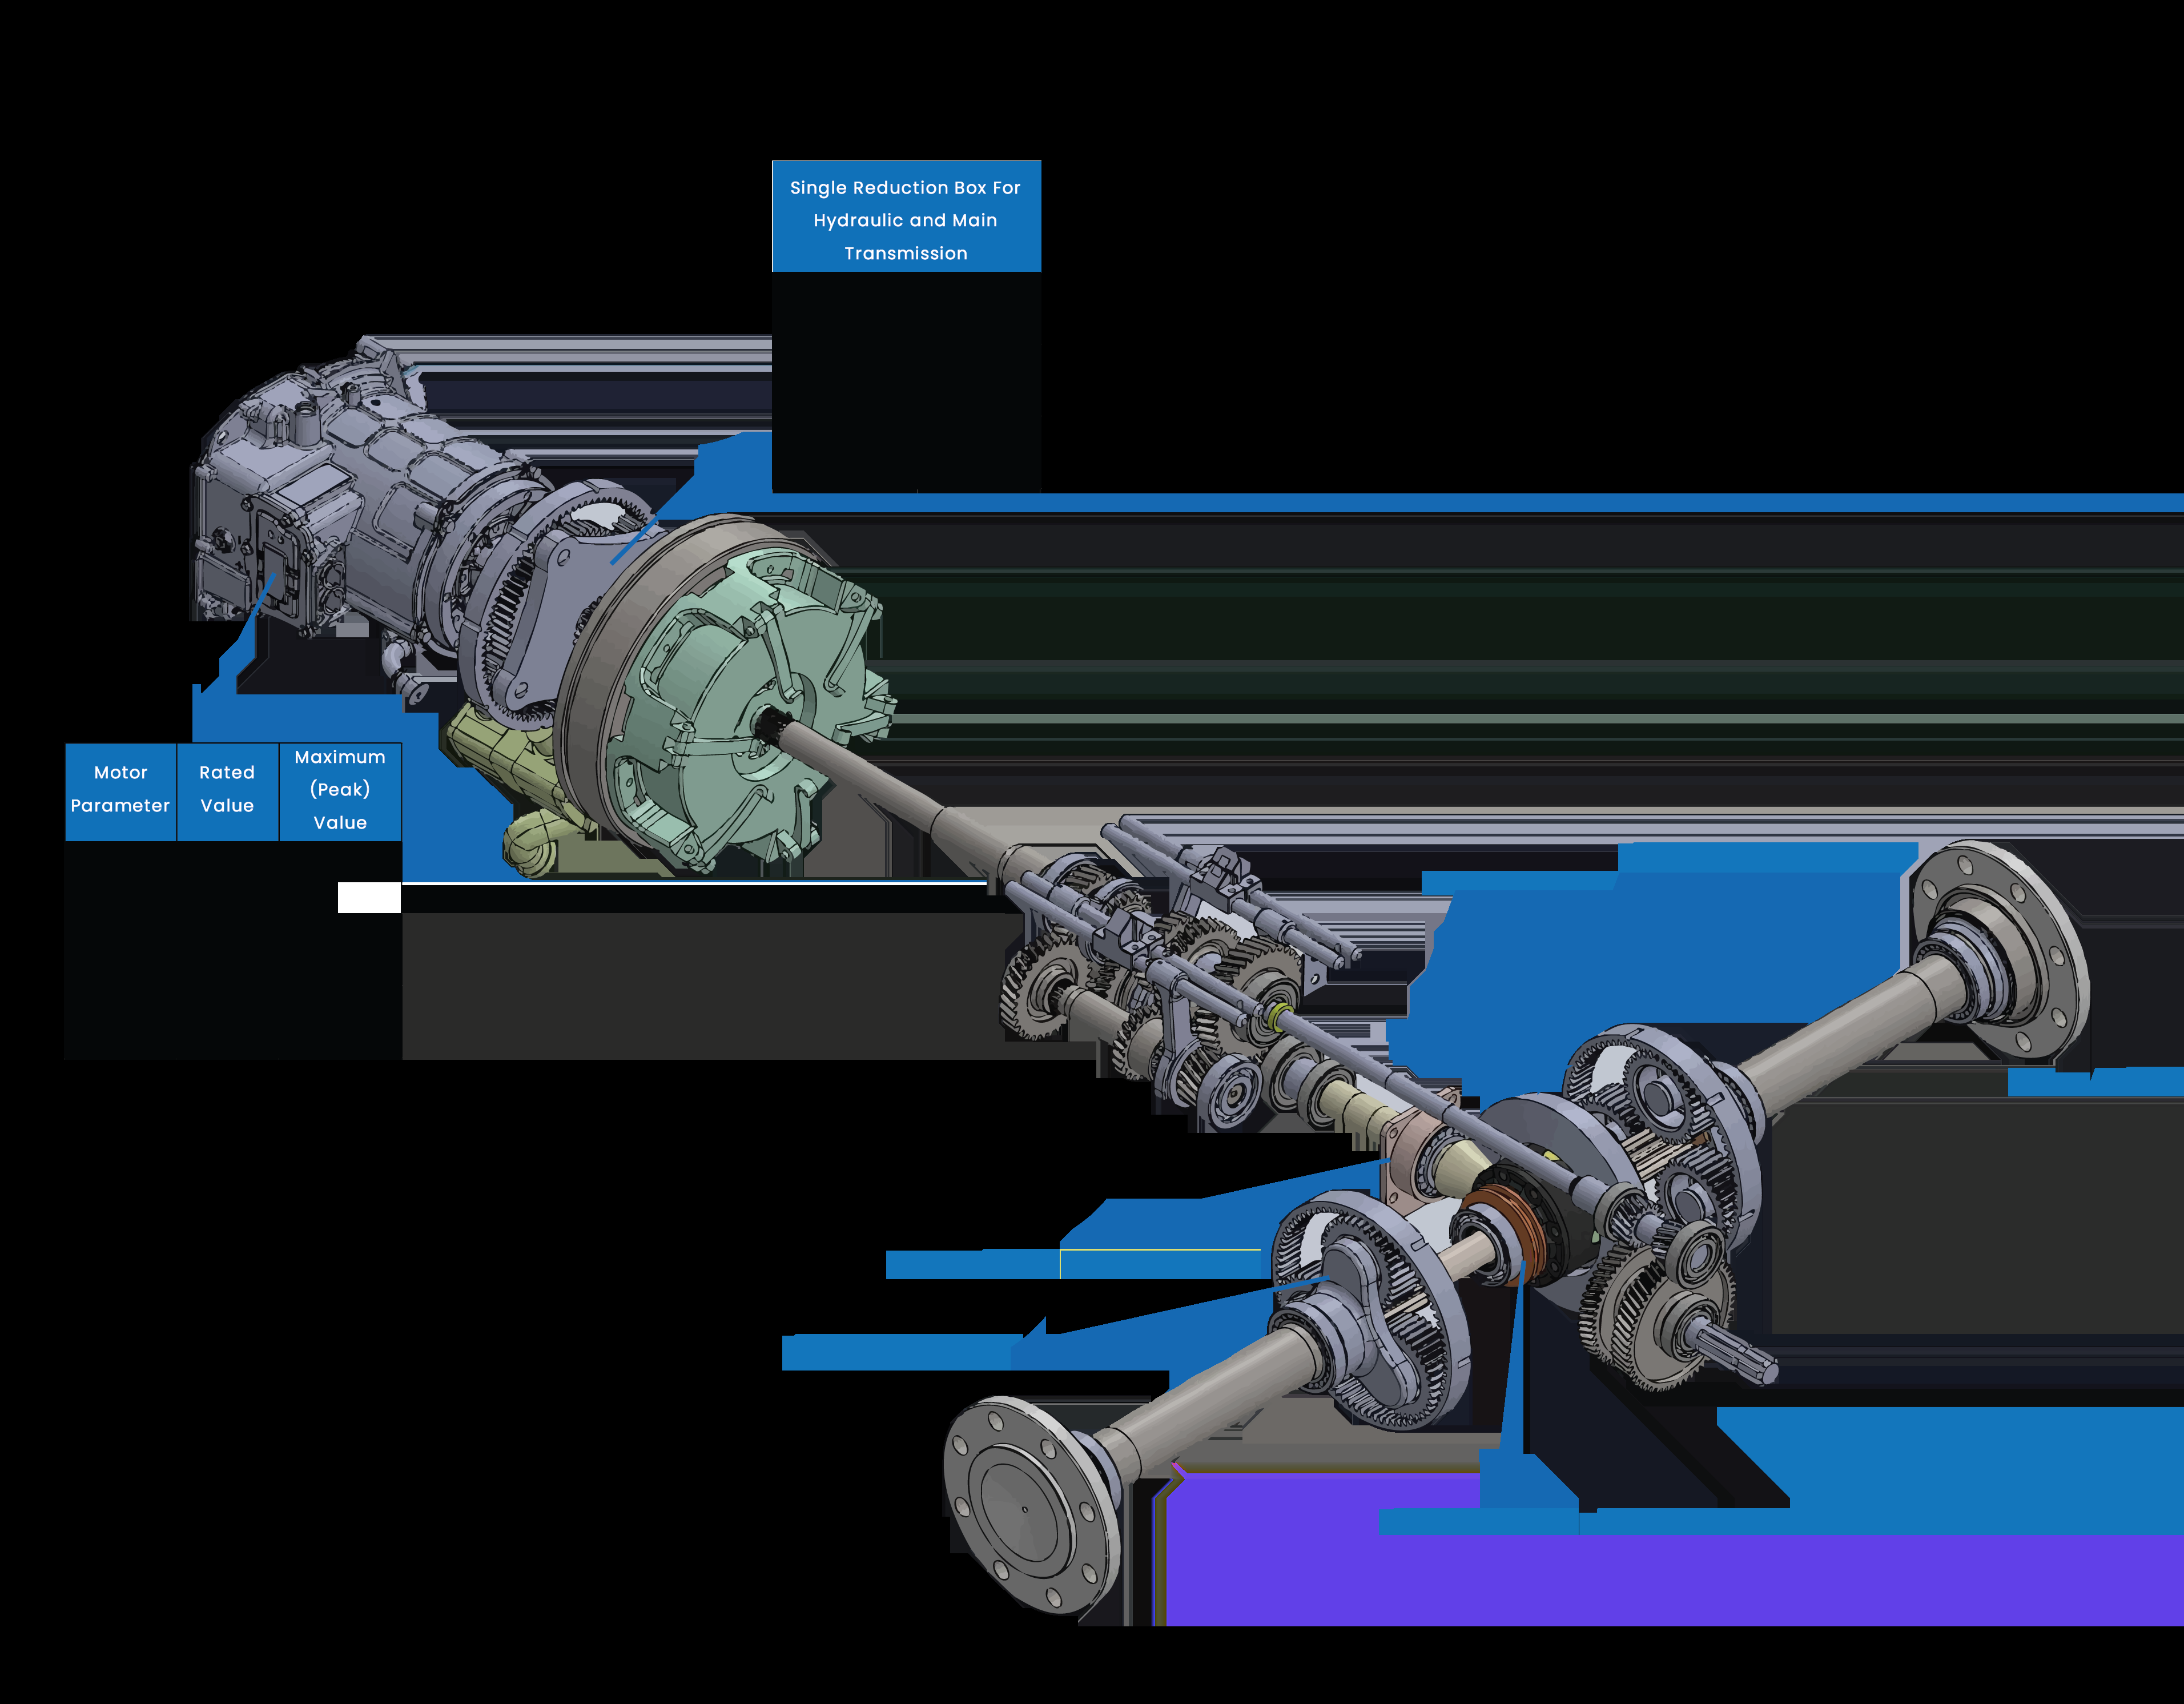 Single Reduction Box For
Hydraulic and Main
Transmission
Motor
Parameter
Rated
Value
Maximum
(Peak)
Value